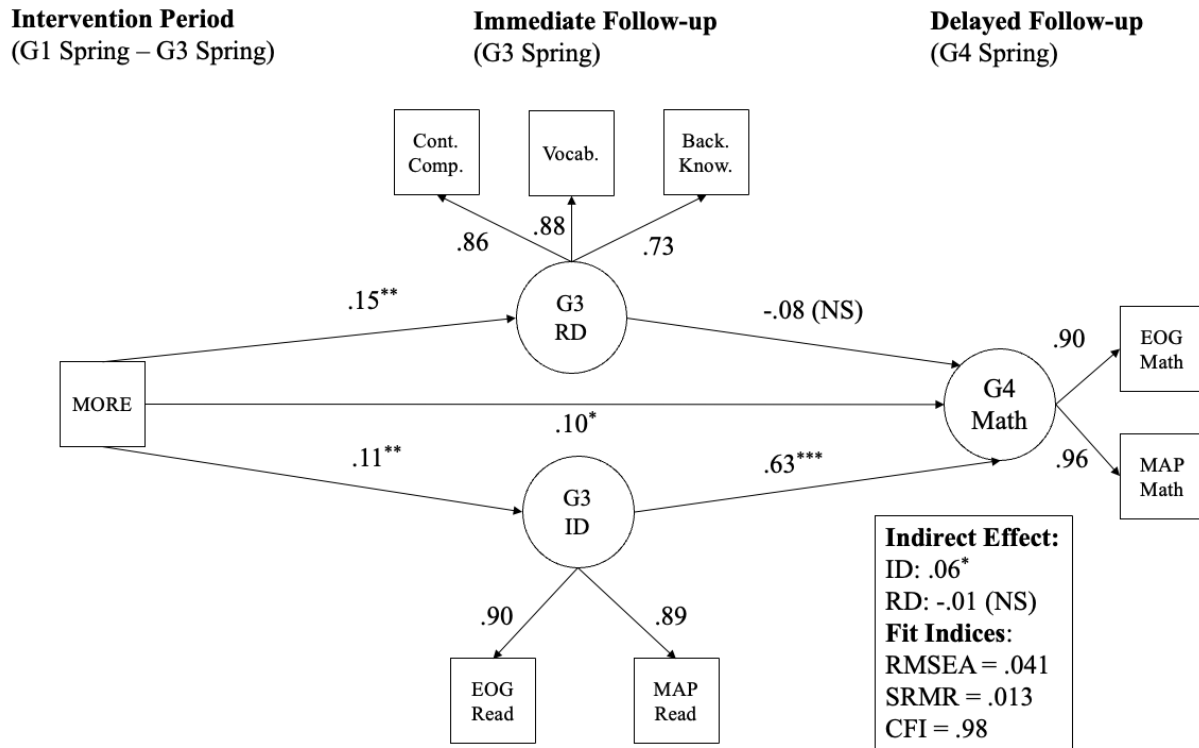 Intervention Period
(G1 Spring – G3 Spring)
Immediate Follow-up
(G3 Spring)
Delayed Follow-up
(G4 Spring)
Cont.
Comp.
Vocab.
Back.
Know.
.86
.88
.73
.15**
G3
RD
-.08 (NS)
MORE
.10*
G4
Math
.90
EOG
Math
.96
MAP
Math
.11**
G3
ID
.63***
.90
.89
EOG
Read
MAP
Read
Indirect Effect:
ID: .06*
RD: -.01 (NS)
Fit Indices:
RMSEA = .041
SRMR = .013
CFI = .98